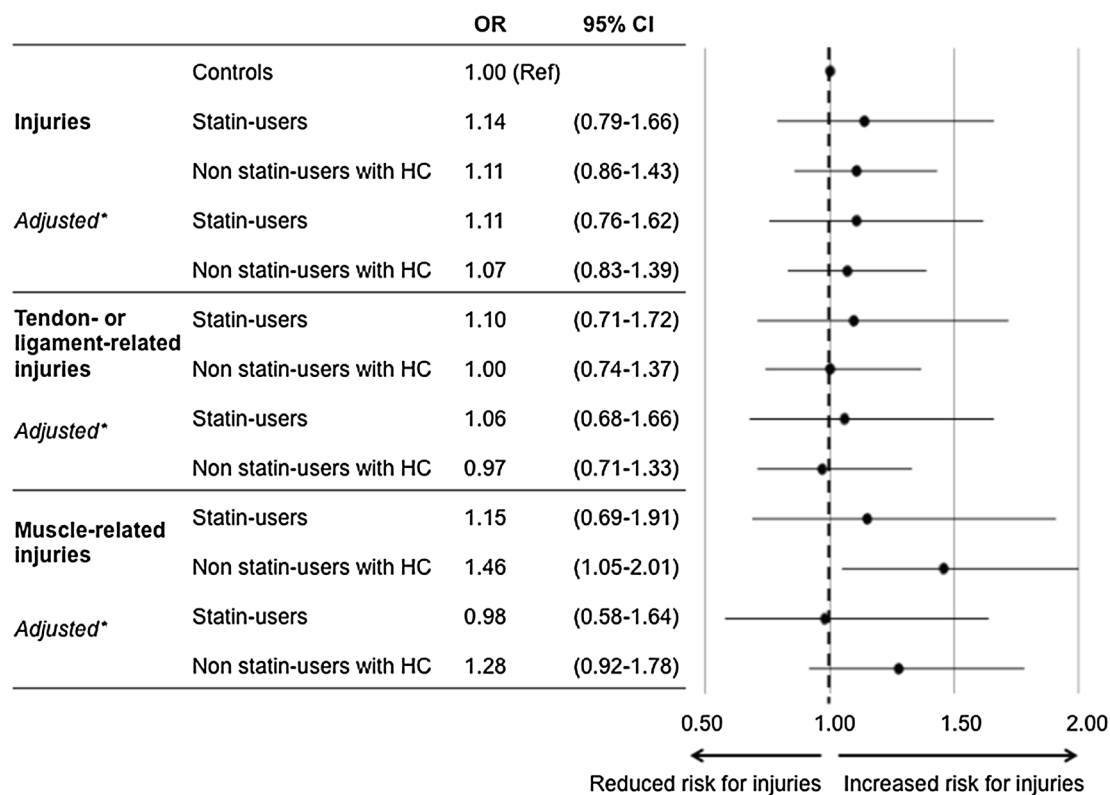 OR 95% CI
Controls 1.00 (Ref)
Injuries Statin-users 1.14 (0.79-1.66)
Non statin-users with HC 1.11 (0.86-1.43)
Adjusted* Statin-users 1.11 (0.76-1.62)
Non statin-users with HC 1.07 (0.83-1.39)
Tendon- or
ligament-related
injuries
Statin-users 1.10 (0.71-1.72)
Non statin-users with HC 1.00 (0.74-1.37)
Adjusted* Statin-users 1.06 (0.68-1.66)
Non statin-users with HC 0.97 (0.71-1.33)
Muscle-related
injuries
Statin-users 1.15 (0.69-1.91)
Non statin-users with HC 1.46 (1.05-2.01)
Adjusted* Statin-users 0.98 (0.58-1.64)
Non statin-users with HC 1.28 (0.92-1.78)
0.50 1.00 1.50 2.00
Reduced risk for injuries Increased risk for injuries